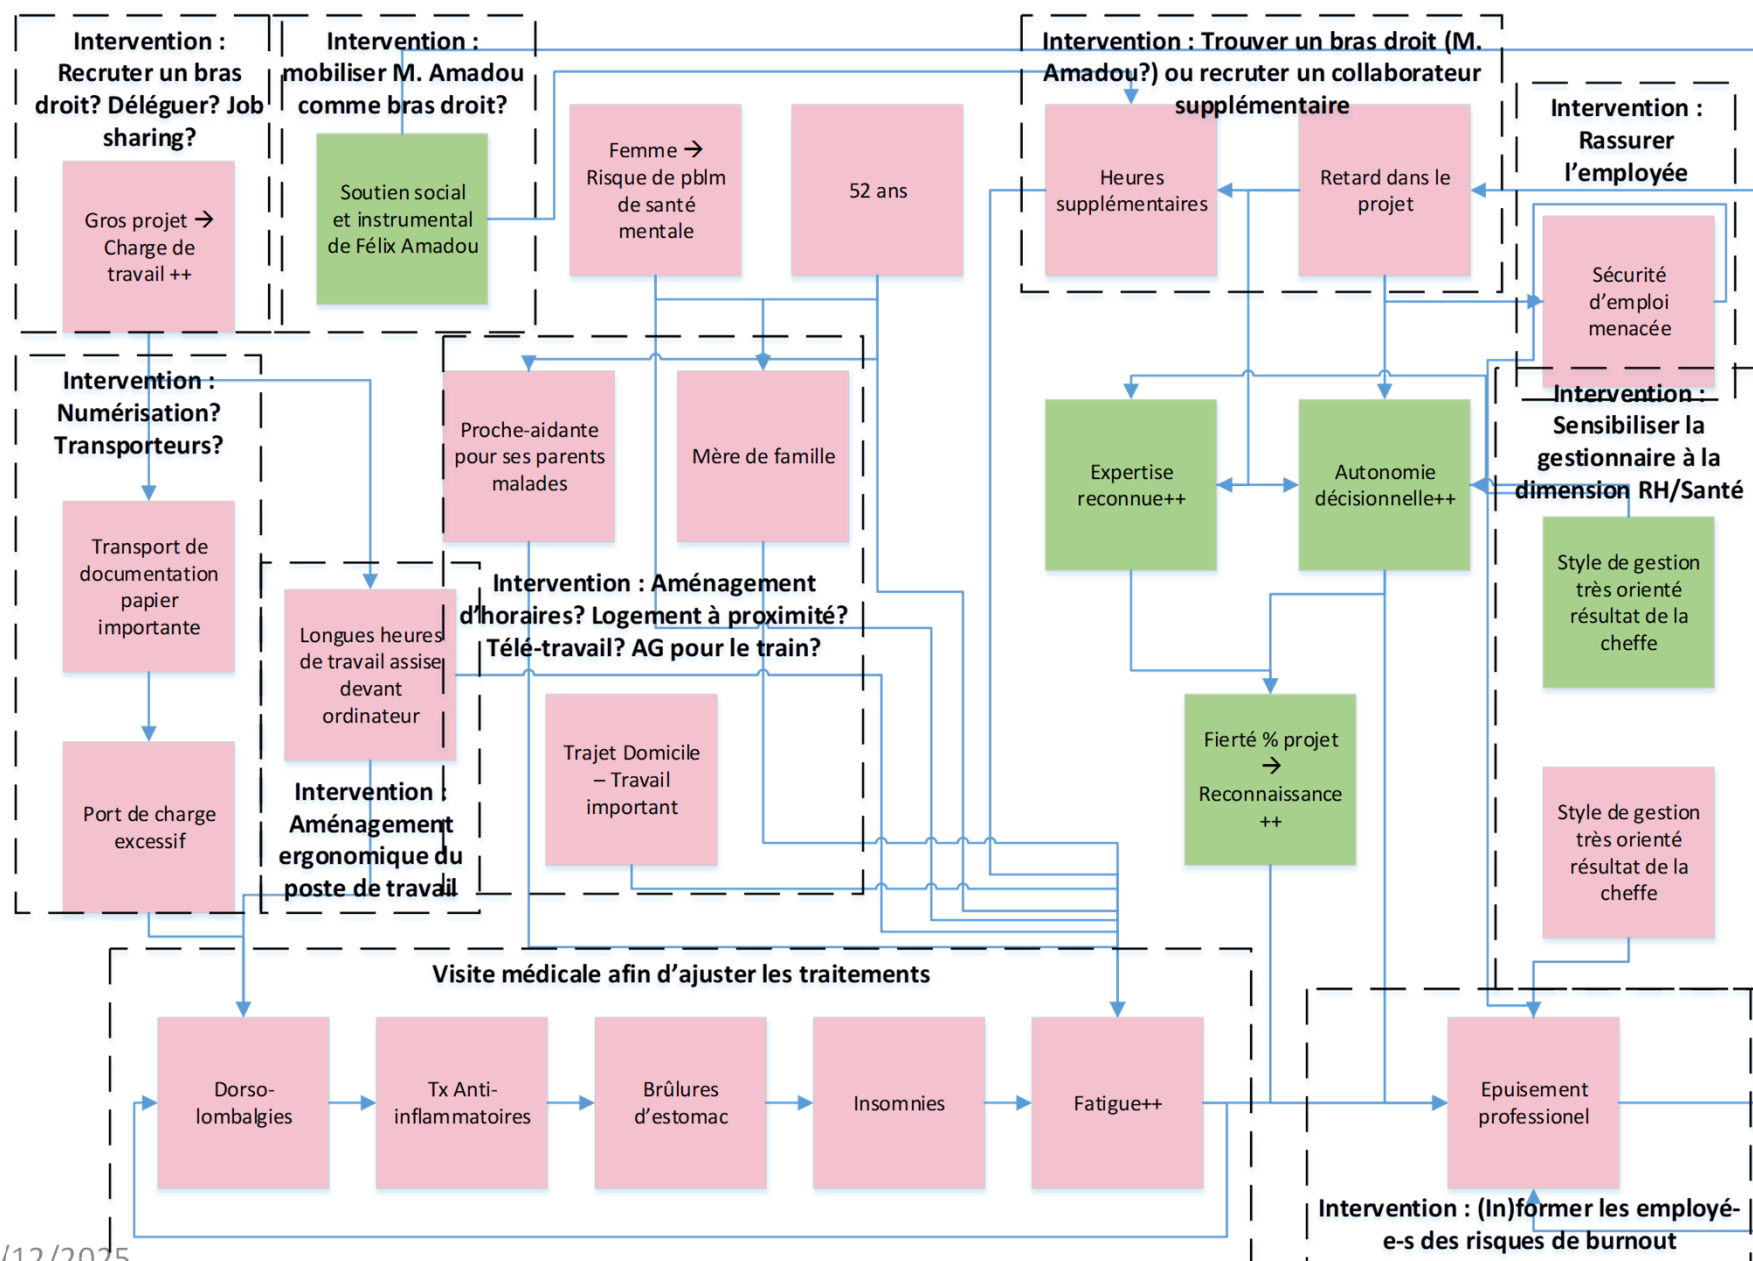 Intervention :
Recruter un bras
droit? Déléguer? Job
sharing?
Gros projet →
Charge de
travail ++
Intervention :
mobiliser M. Amadou
comme bras droit?
Soutien social
et instrumental
de Félix Amadou
Femme →
Risque de pblm
de santé
mentale
52 ans
Intervention : Trouver un bras droit (M.
Amadou?) ou recruter un collaborateur
supplémentaire
Heures
supplémentaires
Retard dans le
projet
Intervention :
Rassurer
l’employée
Sécurité
d’emploi
menacée
Intervention :
Numérisation?
Transporteurs?
Transport de
documentation
papier
importante
Port de charge
excessif
Longues heures
de travail assise
devant
ordinateur
Intervention :
Aménagement
ergonomique du
poste de travail
Proche-aidante
pour ses parents
malades
Mère de famille
Intervention : Aménagement
d’horaires? Logement à proximité?
Télé-travail? AG pour le train?
Trajet Domicile
– Travail
important
Expertise
reconnue++
Autonomie
décisionnelle++
Fierté % projet
→
Reconnaissance
++
Intervention :
Sensibiliser la
gestionnaire à la
dimension RH/Santé
Style de gestion
très orienté
résultat de la
cheffe
Style de gestion
très orienté
résultat de la
cheffe
Visite médicale afin d’ajuster les traitements
Dorso-
lombalgies
Tx Anti-
inflammatoires
Brûlures
d’estomac
Insomnies
Fatigue++
Epuisement
professionel
Intervention : (In)former les employé-
e-s des risques de burnout
/12/2025